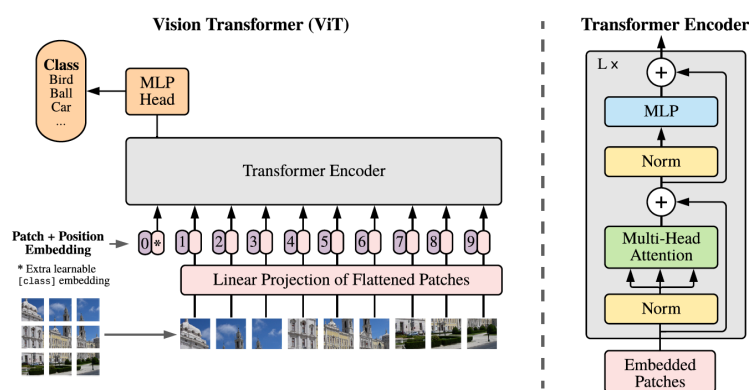 Vision Transformer (ViT)
Transformer Encoder
Class
Bird
Ball
Car
...
MLP
Head
Transformer Encoder
Patch + Position
Embedding
0 * 1 2 3 4 5 6 7 8 9
* Extra learnable
[class] embedding
Linear Projection of Flattened Patches
L ×
+
MLP
Norm
+
Multi-Head
Attention
Norm
Embedded
Patches